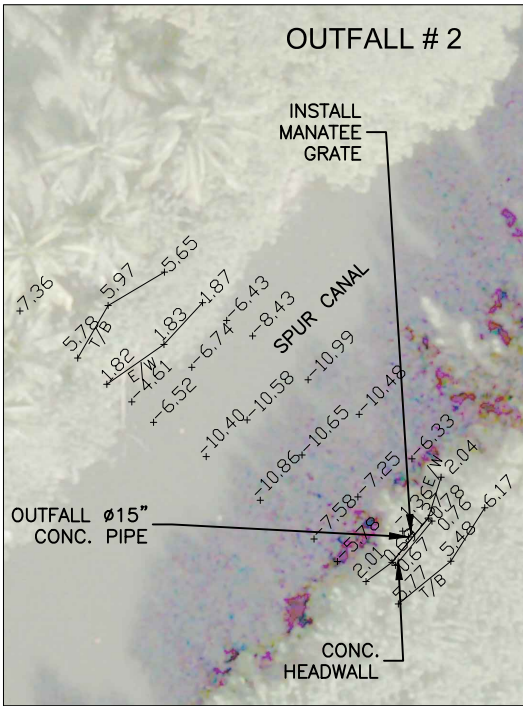 OUTFALL # 2
INSTALL
MANATEE
GRATE
5.65
5.97
7.36
5.78
T/B
1.87
1.83
1.82
E/W
-4.61
-6.52
-6.74
-6.43
-8.43
SPUR CANAL
-10.99
-10.58
-10.40
-10.48
-10.65
-10.86
-6.33
-7.25
-7.58
-5.78
2.04
E/W
-1.36
0.78
0.76
6.17
OUTFALL ø15"
CONC. PIPE
2.01
0.67
5.48
5.77
T/B
CONC.
HEADWALL